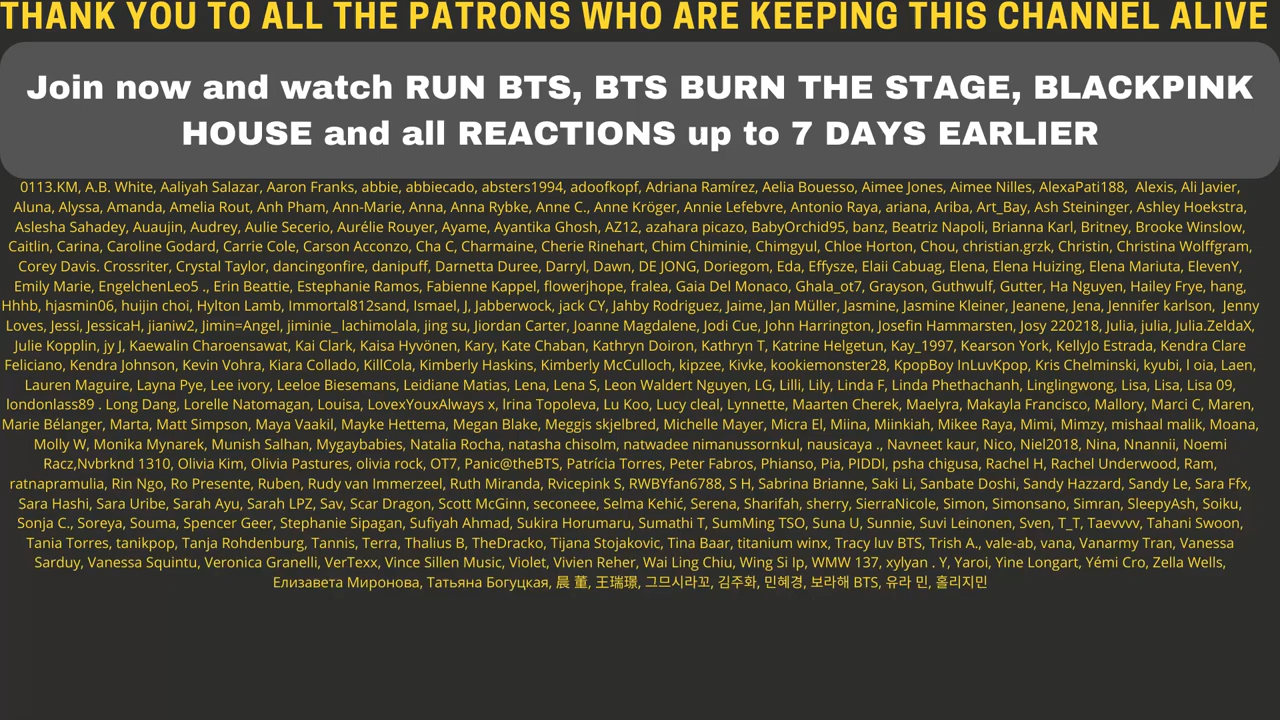 THANK YOU TO ALL THE PATRONS WHO ARE KEEPING THIS CHANNEL ALIVE
Join now and watch RUN BTS, BTS BURN THE STAGE, BLACKPINK
HOUSE and all REACTIONS up to 7 DAYS EARLIER
0113.KM, A.B. White, Aaliyah Salazar, Aaron Franks, abbie, abbiecado, absters1994, adoofkopf, Adriana Ramírez, Aelia Bouesso, Aimee Jones, Aimee Nilles, AlexaPati188, Alexis, Ali Javier,
Aluna, Alyssa, Amanda, Amelia Rout, Anh Pham, Ann-Marie, Anna, Anna Rybke, Anne C., Anne Kröger, Annie Lefebvre, Antonio Raya, ariana, Ariba, Art_Bay, Ash Steininger, Ashley Hoekstra,
Aslesha Sahadey, Auaujin, Audrey, Aulie Secerio, Aurélie Rouyer, Ayame, Ayantika Ghosh, AZ12, azahara picazo, BabyOrchid95, banz, Beatriz Napoli, Brianna Karl, Britney, Brooke Winslow,
Caitlin, Carina, Caroline Godard, Carrie Cole, Carson Acconzo, Cha C, Charmaine, Cherie Rinehart, Chim Chiminie, Chimgyul, Chloe Horton, Chou, christian.grzk, Christin, Christina Wolffgram,
Corey Davis. Crossriter, Crystal Taylor, dancingonfire, danipuff, Darnetta Duree, Darryl, Dawn, DE JONG, Doriegom, Eda, Effysze, Elaii Cabuag, Elena, Elena Huizing, Elena Mariuta, ElevenY,
Emily Marie, EngelchenLeo5 ., Erin Beattie, Estephanie Ramos, Fabienne Kappel, flowerjhope, fralea, Gaia Del Monaco, Ghala_ot7, Grayson, Guthwulf, Gutter, Ha Nguyen, Hailey Frye, hang,
Hhhb, hjasmin06, huijin choi, Hylton Lamb, Immortal812sand, Ismael, J, Jabberwock, jack CY, Jahby Rodriguez, Jaime, Jan Müller, Jasmine, Jasmine Kleiner, Jeanene, Jena, Jennifer karlson, Jenny
Loves, Jessi, JessicaH, jianiw2, Jimin=Angel, jiminie_ lachimolala, jing su, Jiordan Carter, Joanne Magdalene, Jodi Cue, John Harrington, Josefin Hammarsten, Josy 220218, Julia, julia, Julia.ZeldaX,
Julie Kopplin, jy J, Kaewalin Charoensawat, Kai Clark, Kaisa Hyvönen, Kary, Kate Chaban, Kathryn Doiron, Kathryn T, Katrine Helgetun, Kay_1997, Kearson York, KellyJo Estrada, Kendra Clare
Feliciano, Kendra Johnson, Kevin Vohra, Kiara Collado, KillCola, Kimberly Haskins, Kimberly McCulloch, kipzee, Kivke, kookiemonster28, KpopBoy InLuvKpop, Kris Chelminski, kyubi, l oia, Laen,
Lauren Maguire, Layna Pye, Lee ivory, Leeloe Biesemans, Leidiane Matias, Lena, Lena S, Leon Waldert Nguyen, LG, Lilli, Lily, Linda F, Linda Phethachanh, Linglingwong, Lisa, Lisa, Lisa 09,
londonlass89 . Long Dang, Lorelle Natomagan, Louisa, LovexYouxAlways x, lrina Topoleva, Lu Koo, Lucy cleal, Lynnette, Maarten Cherek, Maelyra, Makayla Francisco, Mallory, Marci C, Maren,
Marie Bélanger, Marta, Matt Simpson, Maya Vaakil, Mayke Hettema, Megan Blake, Meggis skjelbred, Michelle Mayer, Micra El, Miina, Miinkiah, Mikee Raya, Mimi, Mimzy, mishaal malik, Moana,
Molly W, Monika Mynarek, Munish Salhan, Mygaybabies, Natalia Rocha, natasha chisolm, natwadee nimanussornkul, nausicaya ., Navneet kaur, Nico, Niel2018, Nina, Nnannii, Noemi
Racz,Nvbrknd 1310, Olivia Kim, Olivia Pastures, olivia rock, OT7, Panic@theBTS, Patrícia Torres, Peter Fabros, Phianso, Pia, PIDDI, psha chigusa, Rachel H, Rachel Underwood, Ram,
ratnapramulia, Rin Ngo, Ro Presente, Ruben, Rudy van Immerzeel, Ruth Miranda, Rvicepink S, RWBYfan6788, S H, Sabrina Brianne, Saki Li, Sanbate Doshi, Sandy Hazzard, Sandy Le, Sara Ffx,
Sara Hashi, Sara Uribe, Sarah Ayu, Sarah LPZ, Sav, Scar Dragon, Scott McGinn, seconeee, Selma Kehić, Serena, Sharifah, sherry, SierraNicole, Simon, Simonsano, Simran, SleepyAsh, Soiku,
Sonja C., Soreya, Souma, Spencer Geer, Stephanie Sipagan, Sufiyah Ahmad, Sukira Horumaru, Sumathi T, SumMing TSO, Suna U, Sunnie, Suvi Leinonen, Sven, T_T, Taevvvv, Tahani Swoon,
Tania Torres, tanikpop, Tanja Rohdenburg, Tannis, Terra, Thalius B, TheDracko, Tijana Stojakovic, Tina Baar, titanium winx, Tracy luv BTS, Trish A., vale-ab, vana, Vanarmy Tran, Vanessa
Sarduy, Vanessa Squintu, Veronica Granelli, VerTexx, Vince Sillen Music, Violet, Vivien Reher, Wai Ling Chiu, Wing Si Ip, WMW 137, xylyan . Y, Yaroi, Yine Longart, Yémi Cro, Zella Wells,
Елизавета Миронова, Татьяна Богуцкая, 晨 董, 王瑞璟, 그므시라꼬, 김주화, 민혜경, 보라해 BTS, 유라 민, 홀리지민